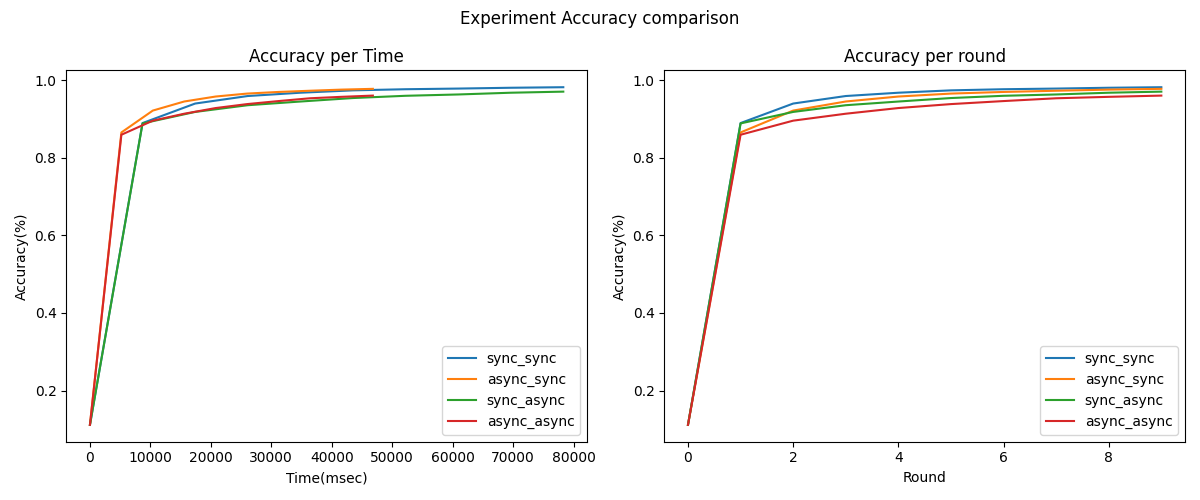 Experiment Accuracy comparison
Accuracy per Time
1.0
0.8
0.6
0.4
0.2
Accuracy(%)
0 10000 20000 30000 40000 50000 60000 70000 80000
Time(msec)
sync_sync
async_sync
sync_async
async_async
Accuracy per round
1.0
0.8
0.6
0.4
0.2
Accuracy(%)
0 2 4 6 8
Round
sync_sync
async_sync
sync_async
async_async